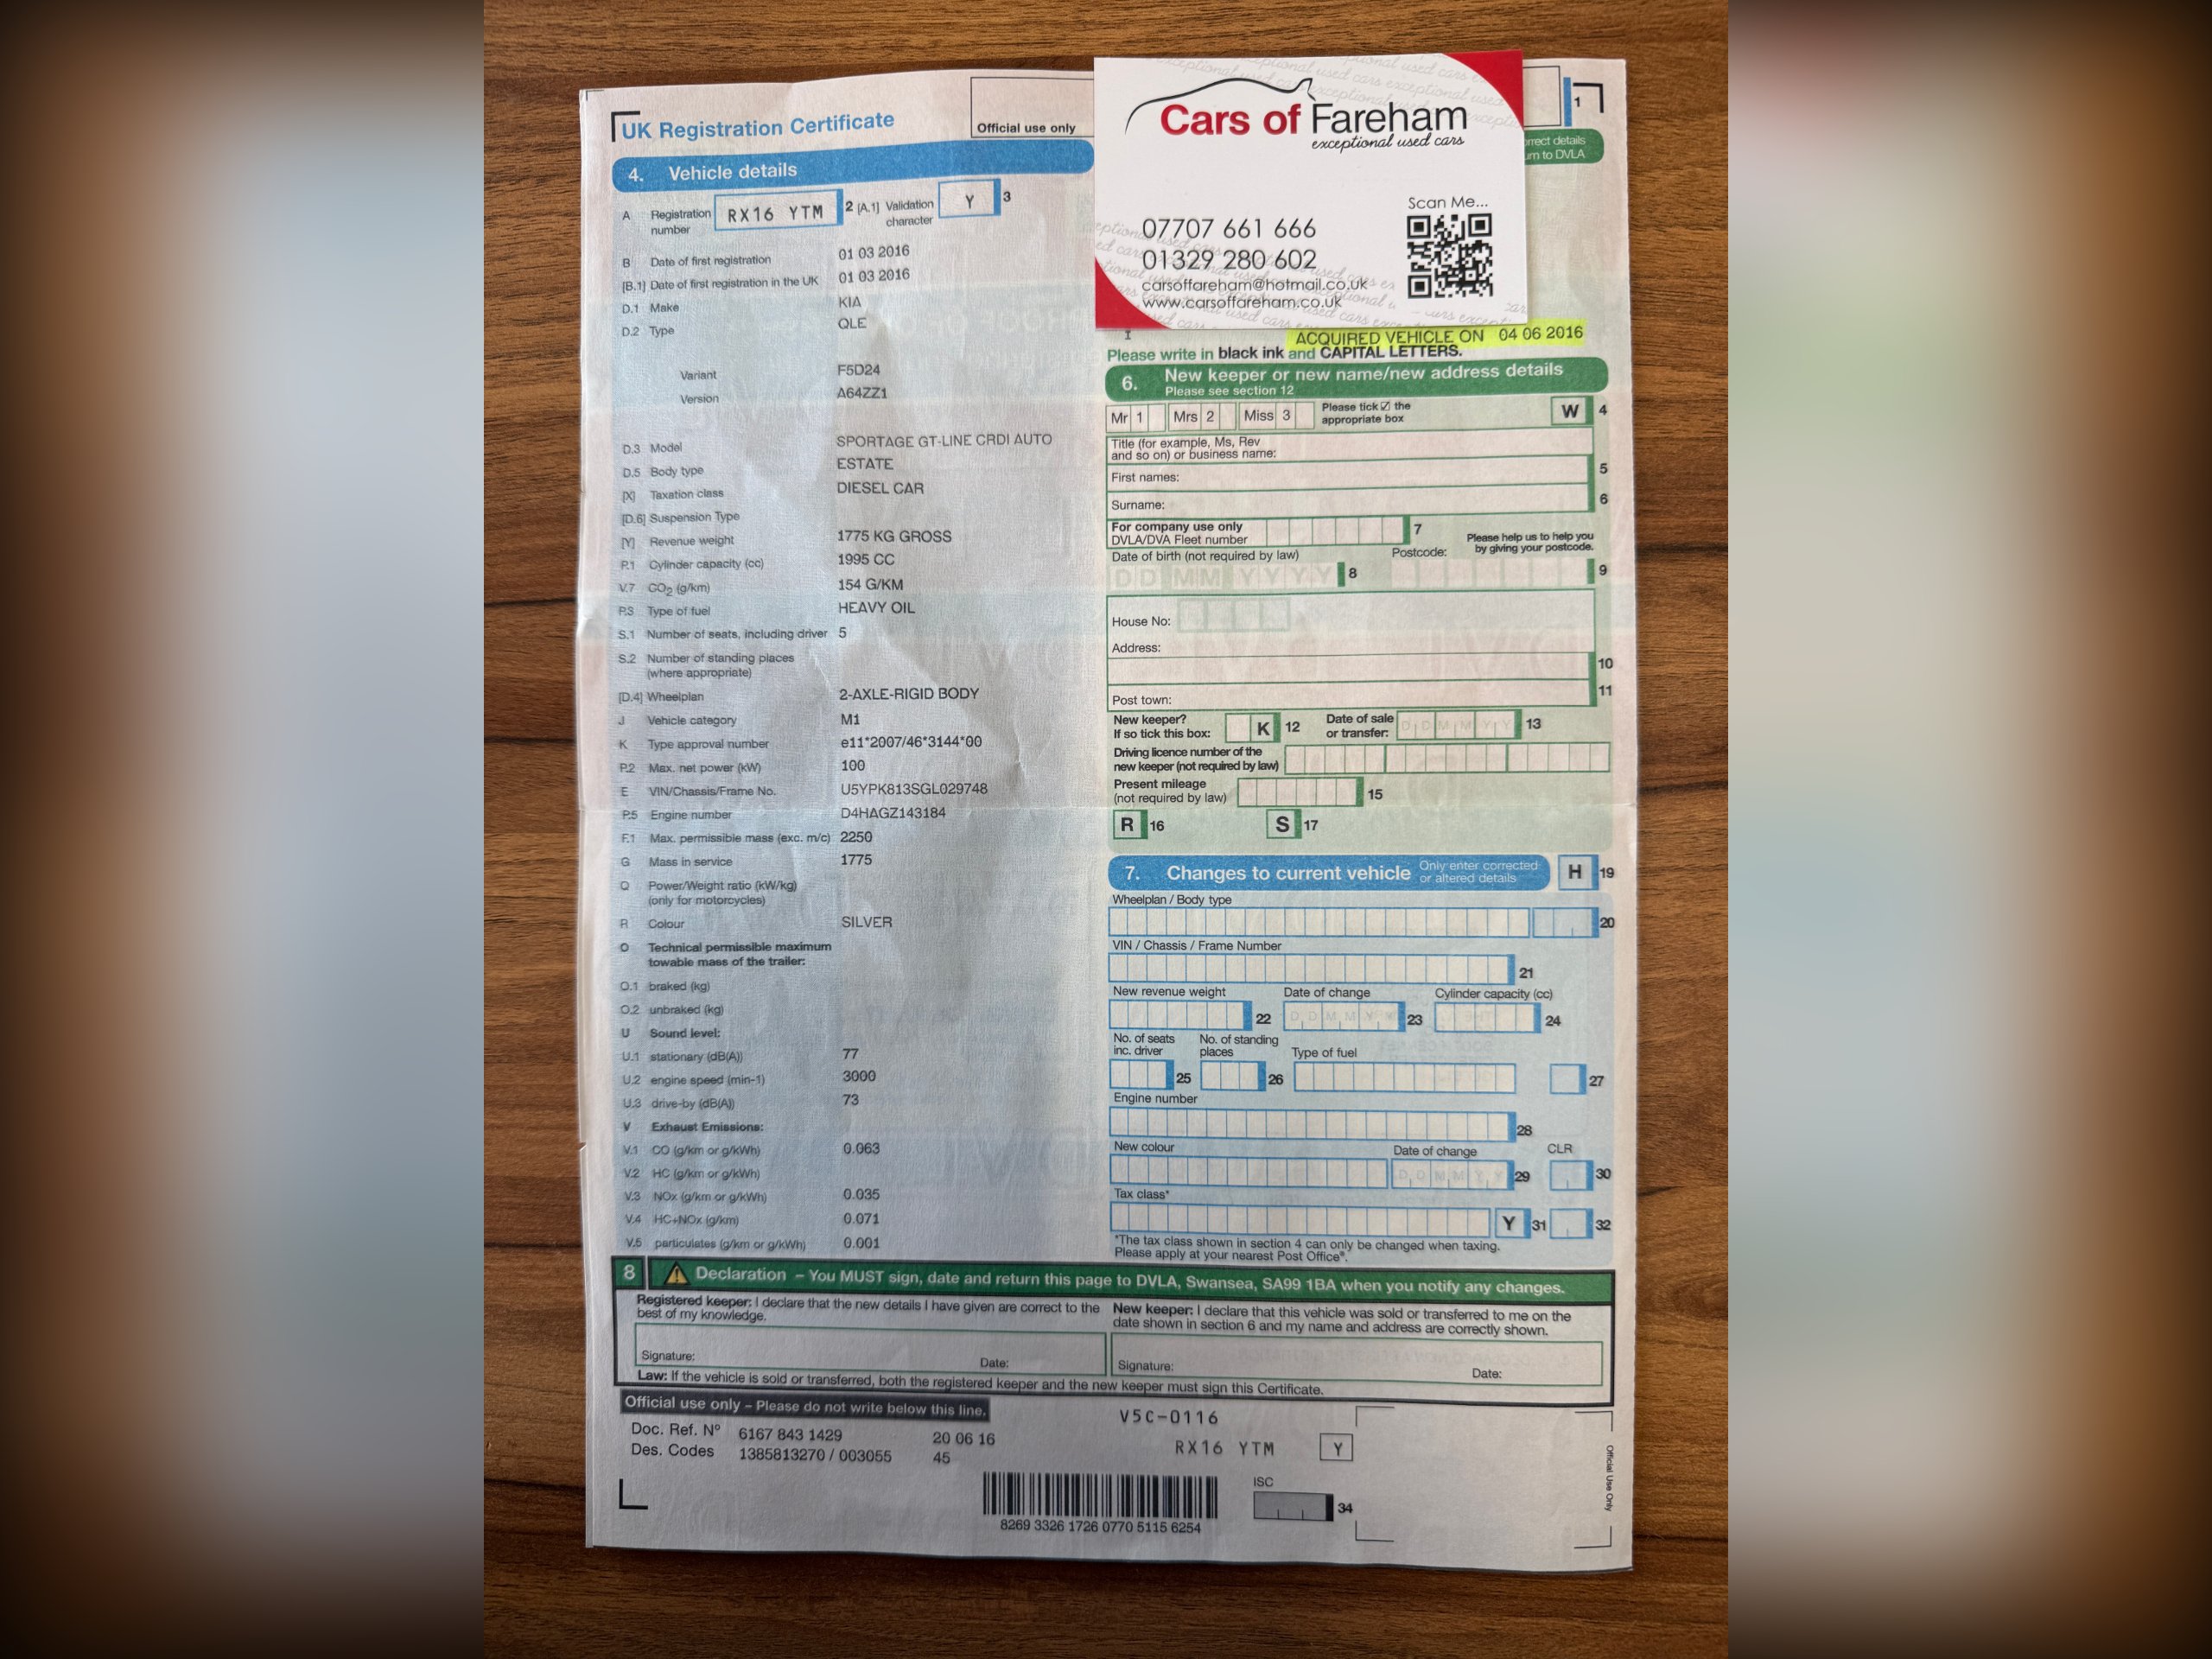 UK Registration Certificate
Official use only
4. Vehicle details
A Registration number RX16 YTM 2 [A.1] Validation character Y 3
B Date of first registration 01 03 2016
[B.1] Date of first registration in the UK 01 03 2016
D.1 Make KIA
D.2 Type QLE
Variant F5D24
Version A64ZZ1
D.3 Model SPORTAGE GT-LINE CRDI AUTO
D.5 Body type ESTATE
[X] Taxation class DIESEL CAR
[D.6] Suspension Type
[Y] Revenue weight 1775 KG GROSS
P.1 Cylinder capacity (cc) 1995 CC
V.7 CO2 (g/km) 154 G/KM
P.3 Type of fuel HEAVY OIL
S.1 Number of seats, including driver 5
S.2 Number of standing places
(where appropriate)
[D.4] Wheelplan 2-AXLE-RIGID BODY
J Vehicle category M1
K Type approval number e11*2007/46*3144*00
P.2 Max. net power (kW) 100
E VIN/Chassis/Frame No. U5YPK813SGL029748
P.5 Engine number D4HAGZ143184
F.1 Max. permissible mass (exc. m/c) 2250
G Mass in service 1775
Q Power/Weight ratio (kW/kg)
(only for motorcycles)
R Colour SILVER
O Technical permissible maximum
towable mass of the trailer:
O.1 braked (kg)
O.2 unbraked (kg)
U Sound level:
U.1 stationary (dB(A)) 77
U.2 engine speed (min-1) 3000
U.3 drive-by (dB(A)) 73
V Exhaust Emissions:
V.1 CO (g/km or g/kWh) 0.063
V.2 HC (g/km or g/kWh)
V.3 NOx (g/km or g/kWh) 0.035
V.4 HC+NOx (g/km) 0.071
V.5 particulates (g/km or g/kWh) 0.001
Cars of Fareham
exceptional used cars
Scan Me...
07707 661 666
01329 280 602
carsoffareham@hotmail.co.uk
www.carsoffareham.co.uk
1
details
to DVLA
ACQUIRED VEHICLE ON 04 06 2016
Please write in black ink and CAPITAL LETTERS.
6. New keeper or new name/new address details
Please see section 12
Mr 1 Mrs 2 Miss 3 Please tick ☑ the appropriate box W 4
Title (for example, Ms, Rev
and so on) or business name:
First names: 5
Surname: 6
For company use only
DVLA/DVA Fleet number 7 Please help us to help you
by giving your postcode.
Date of birth (not required by law) Postcode:
D D M M Y Y Y Y 8 9
House No:
Address:
10
11
Post town:
New keeper?
If so tick this box: K 12 Date of sale
or transfer: D D M M Y Y 13
Driving licence number of the
new keeper (not required by law)
Present mileage
(not required by law) 15
R 16 S 17
7. Changes to current vehicle Only enter corrected
or altered details H 19
Wheelplan / Body type
20
VIN / Chassis / Frame Number
21
New revenue weight Date of change Cylinder capacity (cc)
22 D D M M Y Y 23 24
No. of seats
inc. driver No. of standing
places Type of fuel
25 26 27
Engine number
28
New colour Date of change CLR
D D M M Y Y 29 30
Tax class*
Y 31 32
*The tax class shown in section 4 can only be changed when taxing.
Please apply at your nearest Post Office®.
8 Declaration – You MUST sign, date and return this page to DVLA, Swansea, SA99 1BA when you notify any changes.
Registered keeper: I declare that the new details I have given are correct to the
best of my knowledge.
Signature: Date:
New keeper: I declare that this vehicle was sold or transferred to me on the
date shown in section 6 and my name and address are correctly shown.
Signature: Date:
Law: If the vehicle is sold or transferred, both the registered keeper and the new keeper must sign this Certificate.
Official use only – Please do not write below this line.
Doc. Ref. Nº 6167 843 1429 20 06 16
Des. Codes 1385813270 / 003055 45
V5C-0116
RX16 YTM Y
ISC
34
8269 3326 1726 0770 5115 6254
Official Use Only